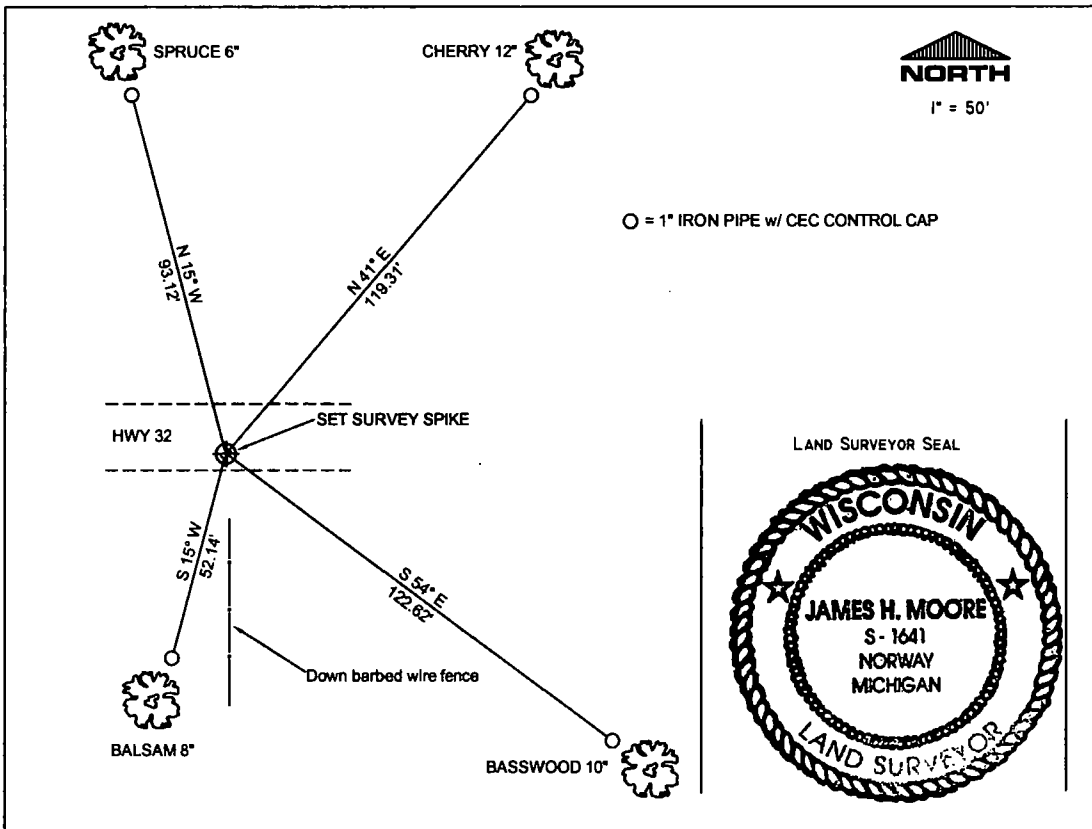 SPRUCE 6"
CHERRY 12"
NORTH
1" = 50'
O = 1" IRON PIPE w/ CEC CONTROL CAP
N 15° W
93.12'
N 41° E
119.31'
HWY 32
SET SURVEY SPIKE
S 15° W
52.14'
S 54° E
122.62'
Down barbed wire fence
BALSAM 8"
BASSWOOD 10"
LAND SURVEYOR SEAL
WISCONSIN
JAMES H. MOORE
S - 1641
NORWAY
MICHIGAN
LAND SURVEYOR